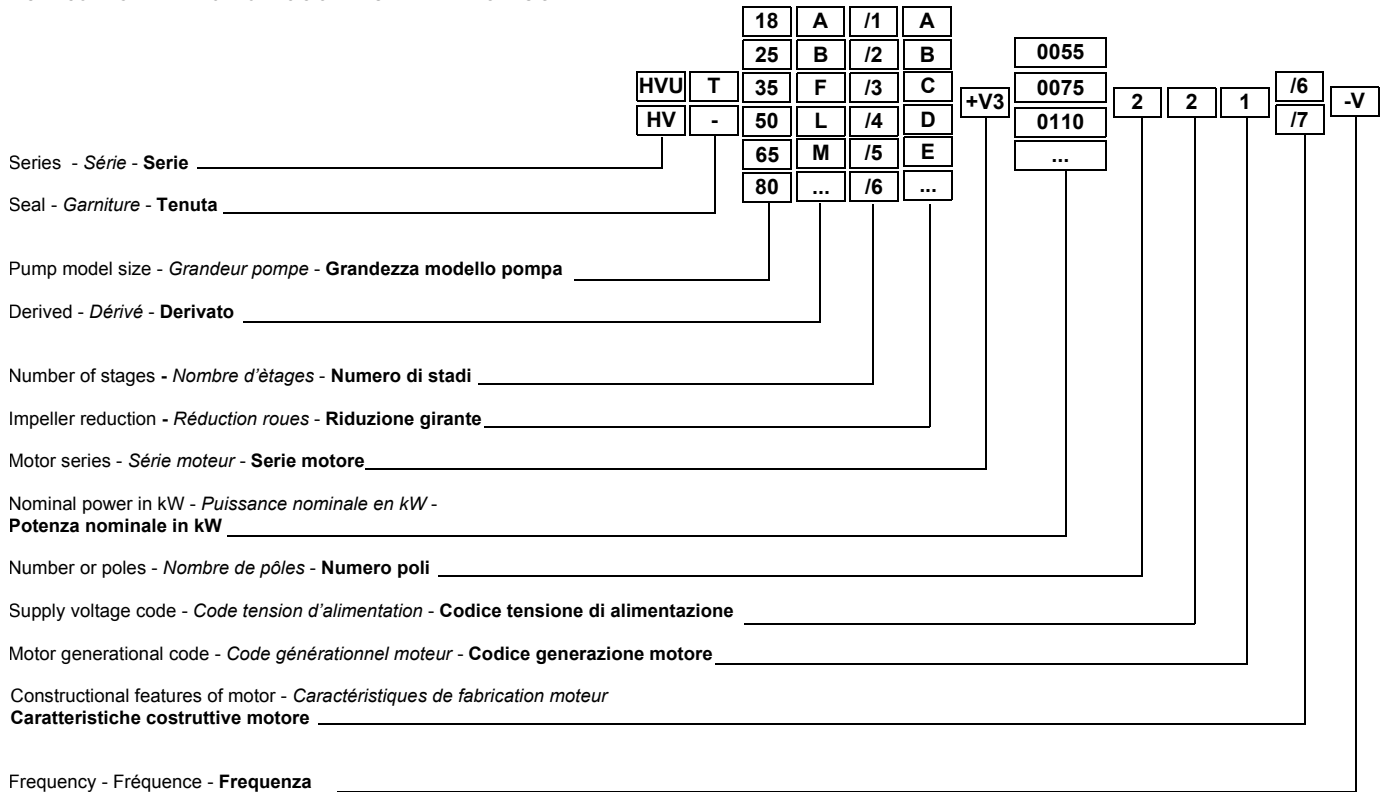 18 A /1 A
25 B /2 B 0055
HVU T 35 F /3 C +V3 0075 2 2 1 /6 -V
HV - 50 L /4 D 0110 /7
65 M /5 E ...
80 ... /6 ...
Series - Série - Serie
Seal - Garniture - Tenuta
Pump model size - Grandeur pompe - Grandezza modello pompa
Derived - Dérivé - Derivato
Number of stages - Nombre d'ètages - Numero di stadi
Impeller reduction - Réduction roues - Riduzione girante
Motor series - Série moteur - Serie motore
Nominal power in kW - Puissance nominale en kW -
Potenza nominale in kW
Number or poles - Nombre de pôles - Numero poli
Supply voltage code - Code tension d'alimentation - Codice tensione di alimentazione
Motor generational code - Code générationnel moteur - Codice generazione motore
Constructional features of motor - Caractéristiques de fabrication moteur
Caratteristiche costruttive motore
Frequency - Fréquence - Frequenza